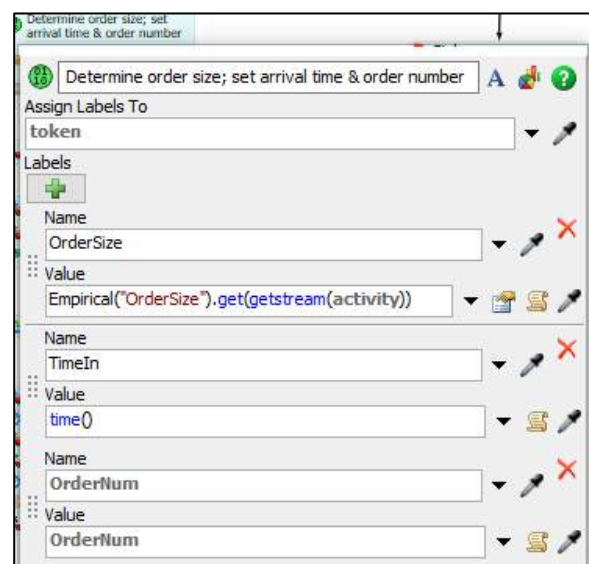 Determine order size; set
arrival time & order number
Determine order size; set arrival time & order number
Assign Labels To
token
Labels
Name
OrderSize
Value
Empirical("OrderSize").get(getstream(activity))
Name
TimeIn
Value
time()
Name
OrderNum
Value
OrderNum